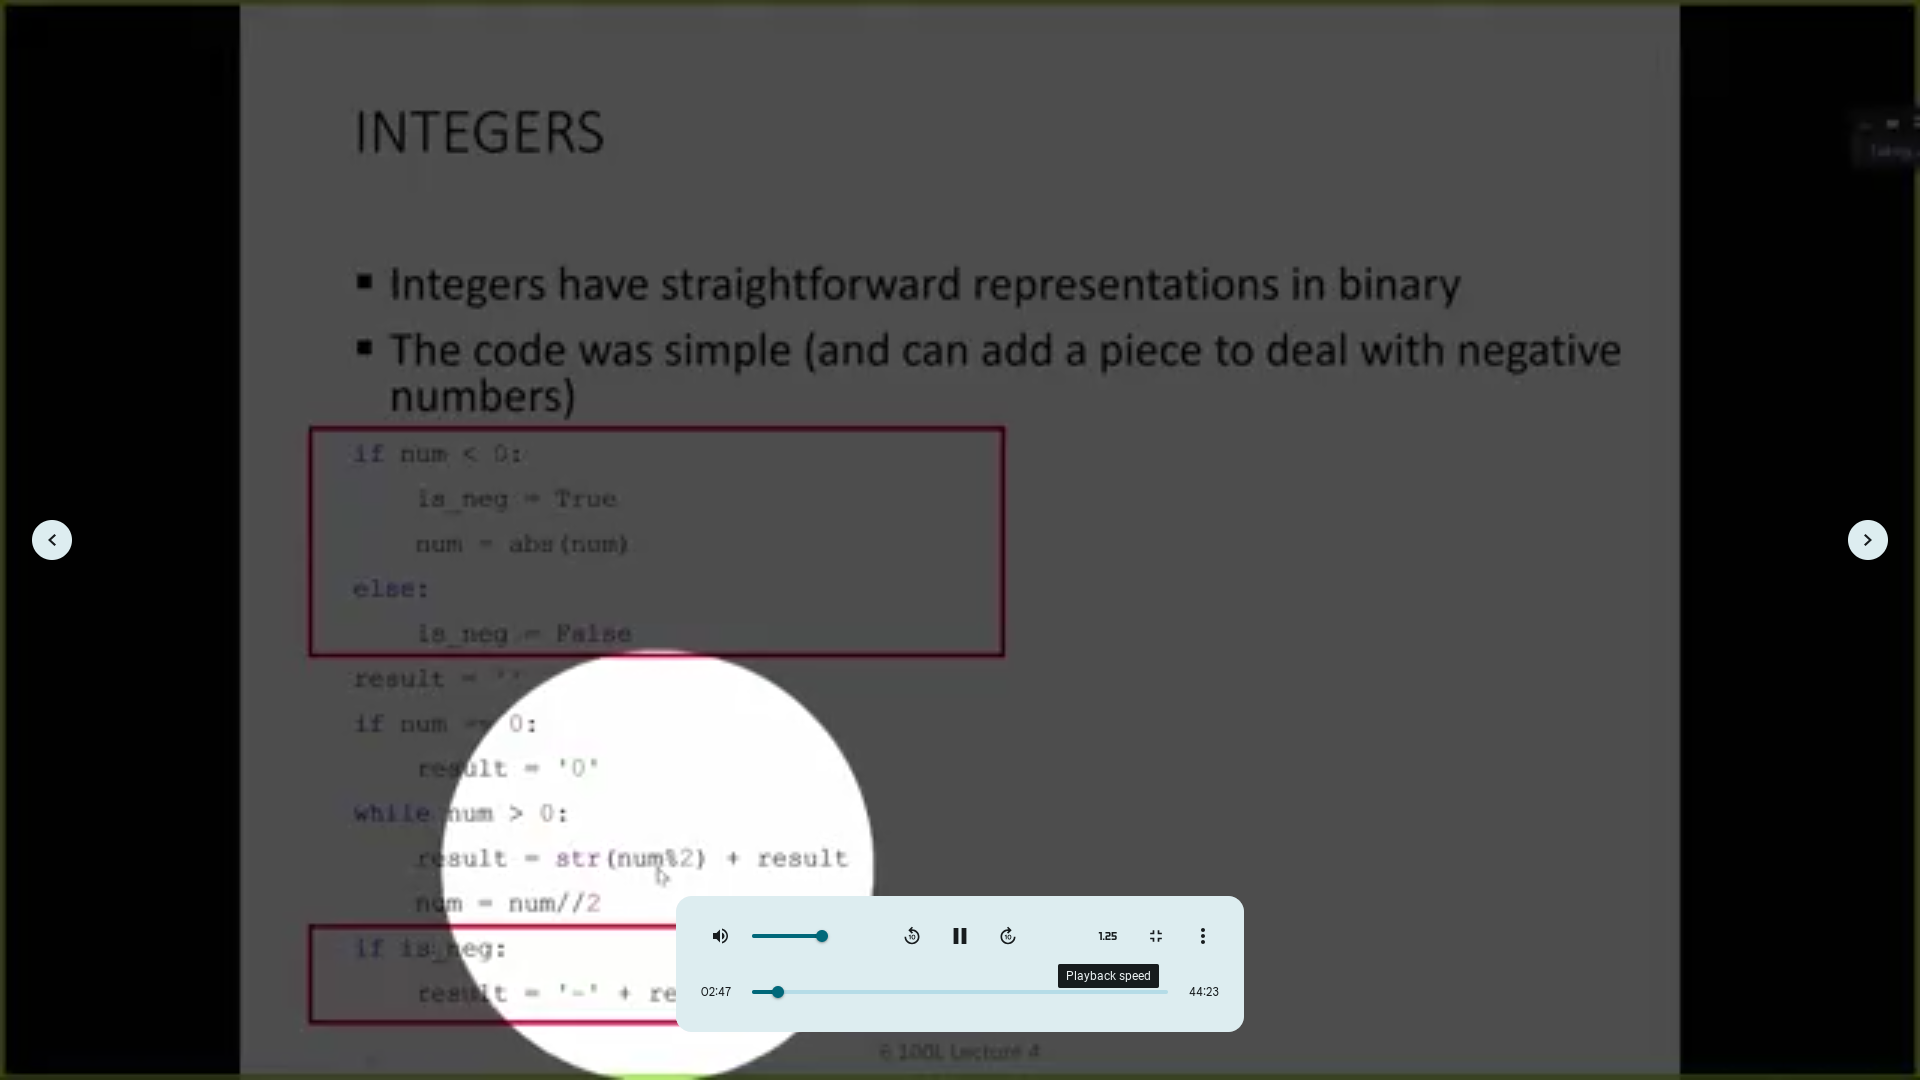 INTEGERS
▪ Integers have straightforward representations in binary
▪ The code was simple (and can add a piece to deal with negative
numbers)
if num < 0:
is_neg = True
num = abs(num)
else:
is_neg = False
result = ''
if num == 0:
result = '0'
while num > 0:
result = str(num%2) + result
num = num//2
if is_neg:
result = '-' + re
10
10
1.25
Playback speed
02:47
44:23
6.100L Lecture 4